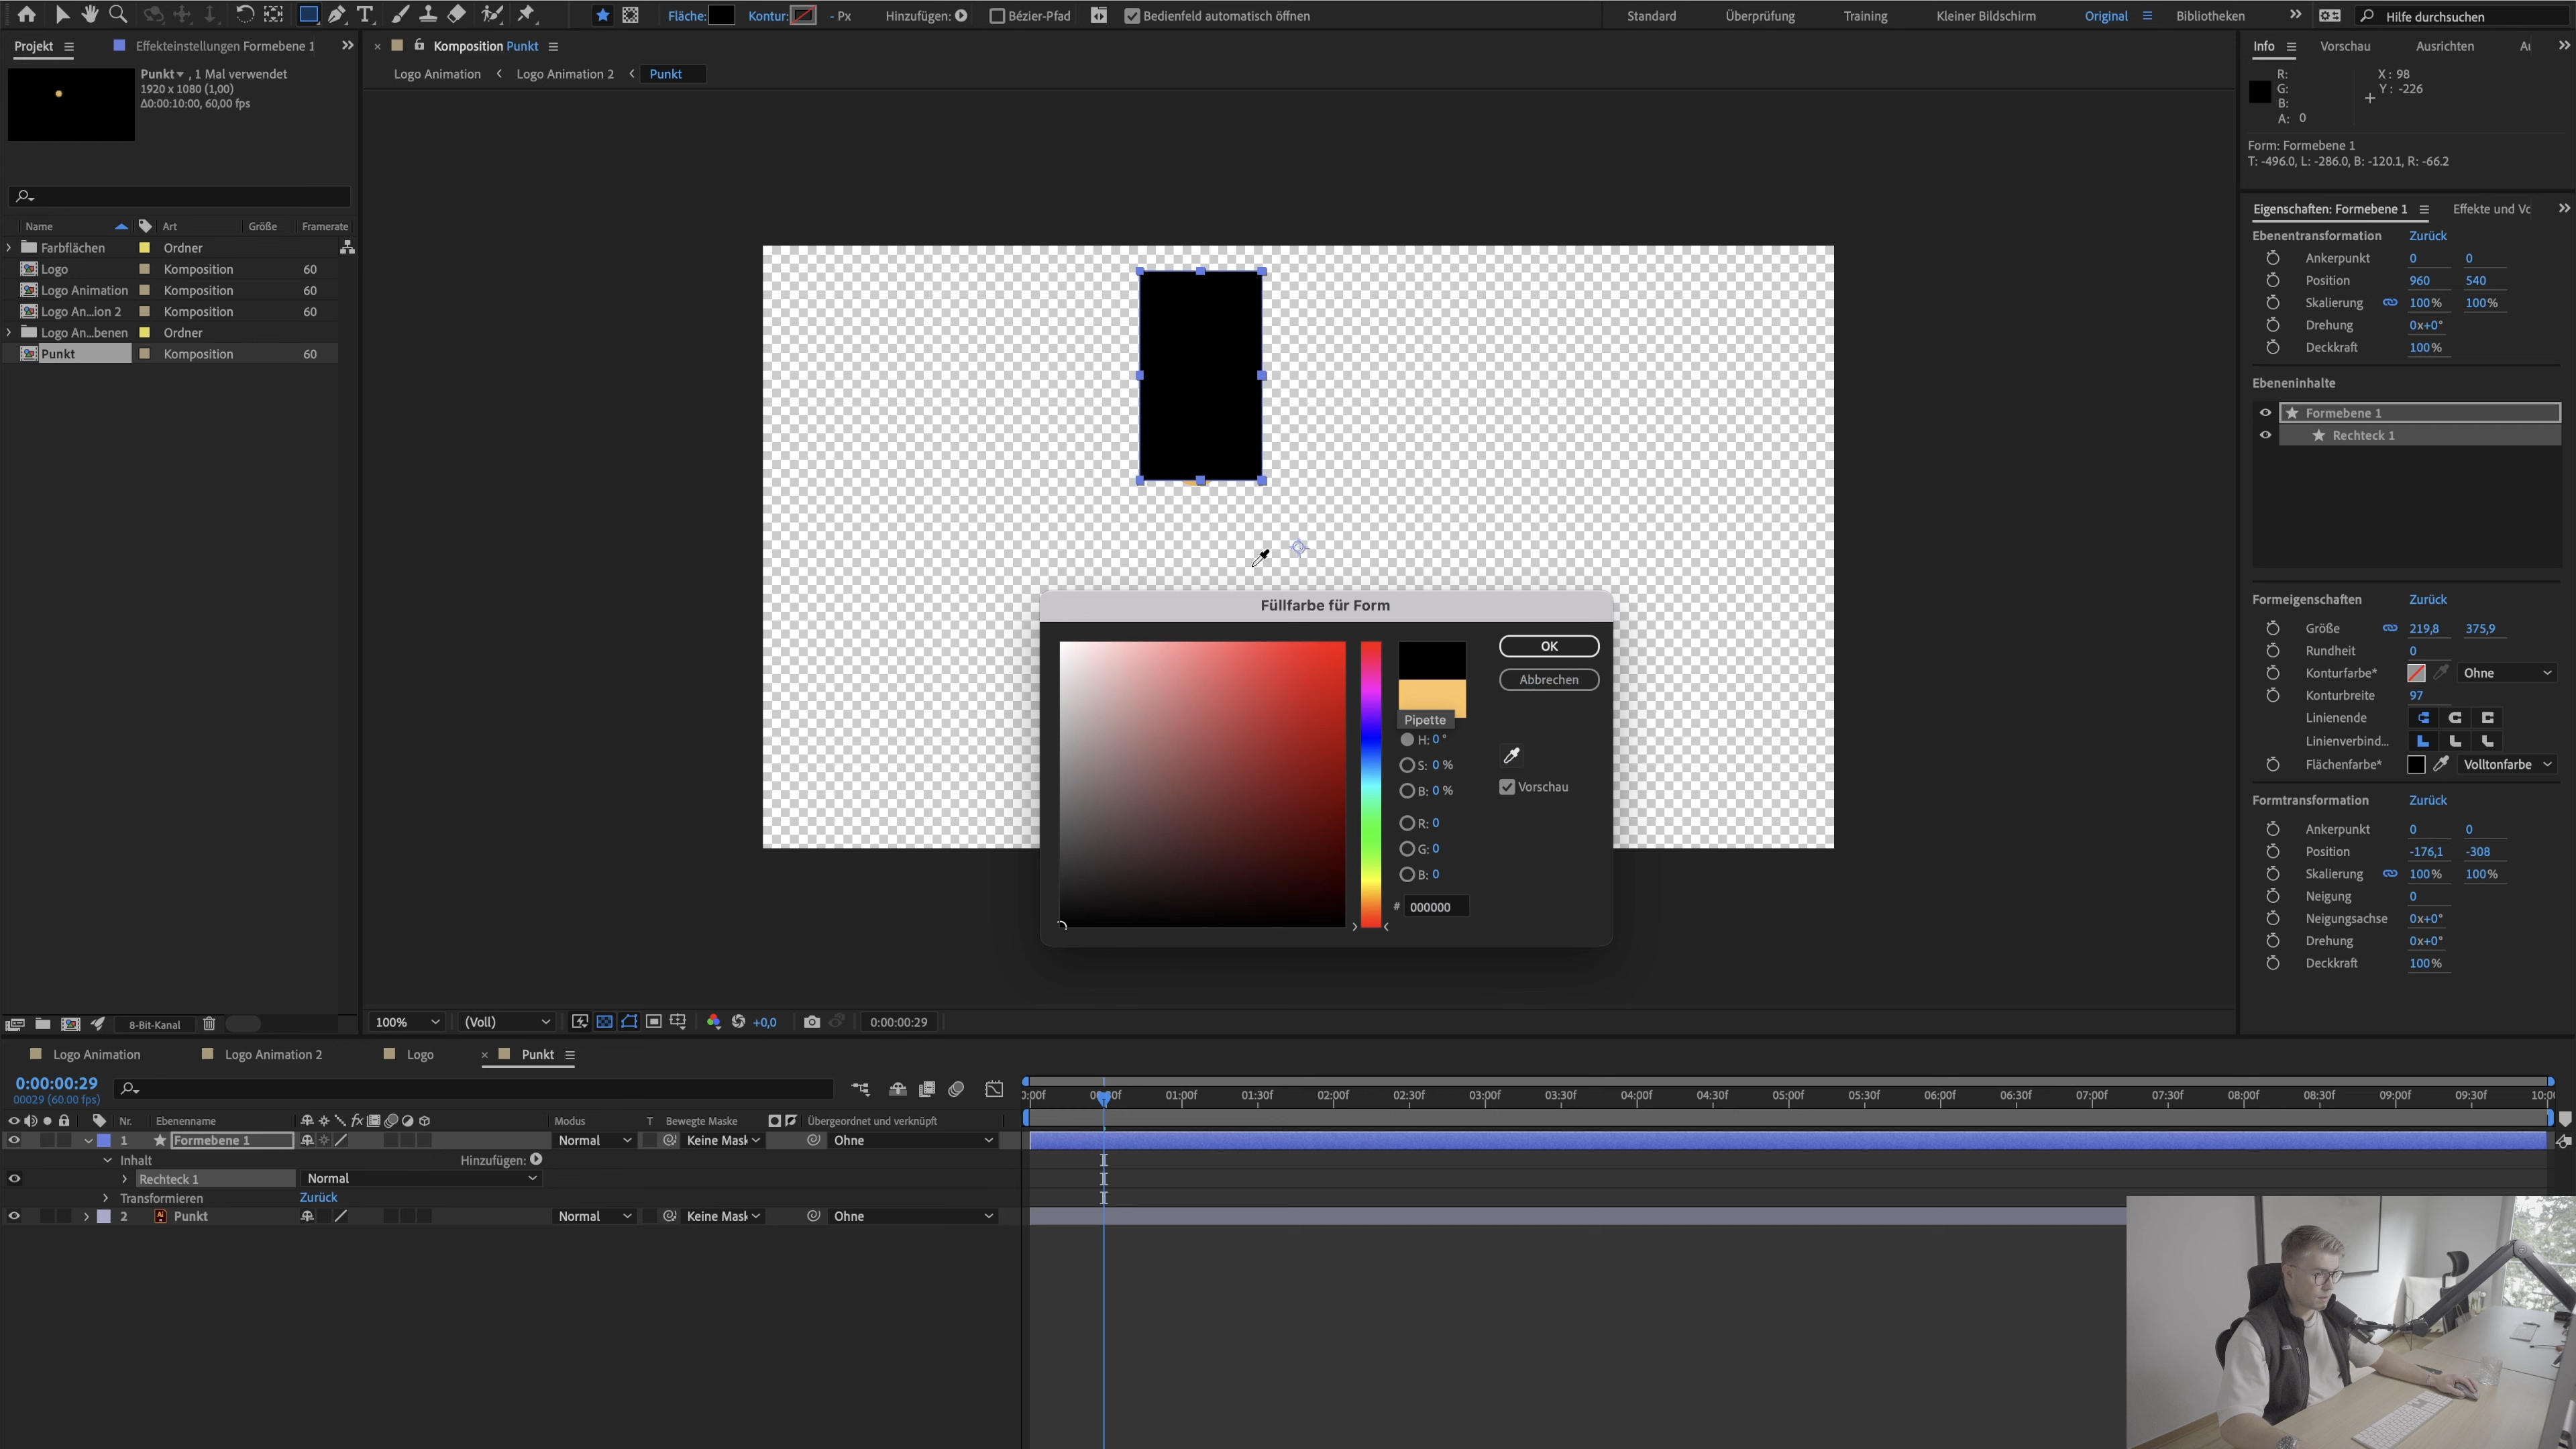 Fläche: Kontur: - Px Hinzufügen: Bézier-Pfad Bedienfeld automatisch öffnen Standard Überprüfung Training Kleiner Bildschirm Original Bibliotheken Hilfe durchsuchen
Projekt Effekteinstellungen Formebene 1
Punkt , 1 Mal verwendet
1920 x 1080 (1,00)
Δ0:00:10:00, 60,00 fps
Name Art Größe Framerate
Farbflächen Ordner
Logo Komposition 60
Logo Animation Komposition 60
Logo An...ion 2 Komposition 60
Logo An...benen Ordner
Punkt Komposition 60
8-Bit-Kanal
Komposition Punkt
Logo Animation Logo Animation 2 Punkt
Füllfarbe für Form
OK
Abbrechen
Pipette
H: 0 °
S: 0 %
B: 0 %
Vorschau
R: 0
G: 0
B: 0
# 000000
100% (Voll) +0,0 0:00:00:29
Info Vorschau Ausrichten
R: X : 98
G: Y : -226
B:
A: 0
Form: Formebene 1
T: -496.0, L: -286.0, B: -120.1, R: -66.2
Eigenschaften: Formebene 1 Effekte und Vc
Ebenentransformation Zurück
Ankerpunkt 0 0
Position 960 540
Skalierung 100% 100%
Drehung 0x+0°
Deckkraft 100%
Ebeneninhalte
Formebene 1
Rechteck 1
Formeigenschaften Zurück
Größe 219,8 375,9
Rundheit 0
Konturfarbe* Ohne
Konturbreite 97
Linienende
Linienverbind...
Flächenfarbe* Volltonfarbe
Formtransformation Zurück
Ankerpunkt 0 0
Position -176,1 -308
Skalierung 100% 100%
Neigung 0
Neigungsachse 0x+0°
Drehung 0x+0°
Deckkraft 100%
Logo Animation Logo Animation 2 Logo Punkt
0:00:00:29
00029 (60.00 fps)
01:00f 01:30f 02:00f 02:30f 03:00f 03:30f 04:00f 04:30f 05:00f 05:30f 06:00f 06:30f 07:00f 07:30f 08:00f 08:30f 09:00f 09:30f
Nr. Ebenenname fx Modus T Bewegte Maske Übergeordnet und verknüpft
1 Formebene 1 Normal Keine Mask Ohne
Inhalt Hinzufügen:
Rechteck 1 Normal
Transformieren Zurück
2 Ai Punkt Normal Keine Mask Ohne